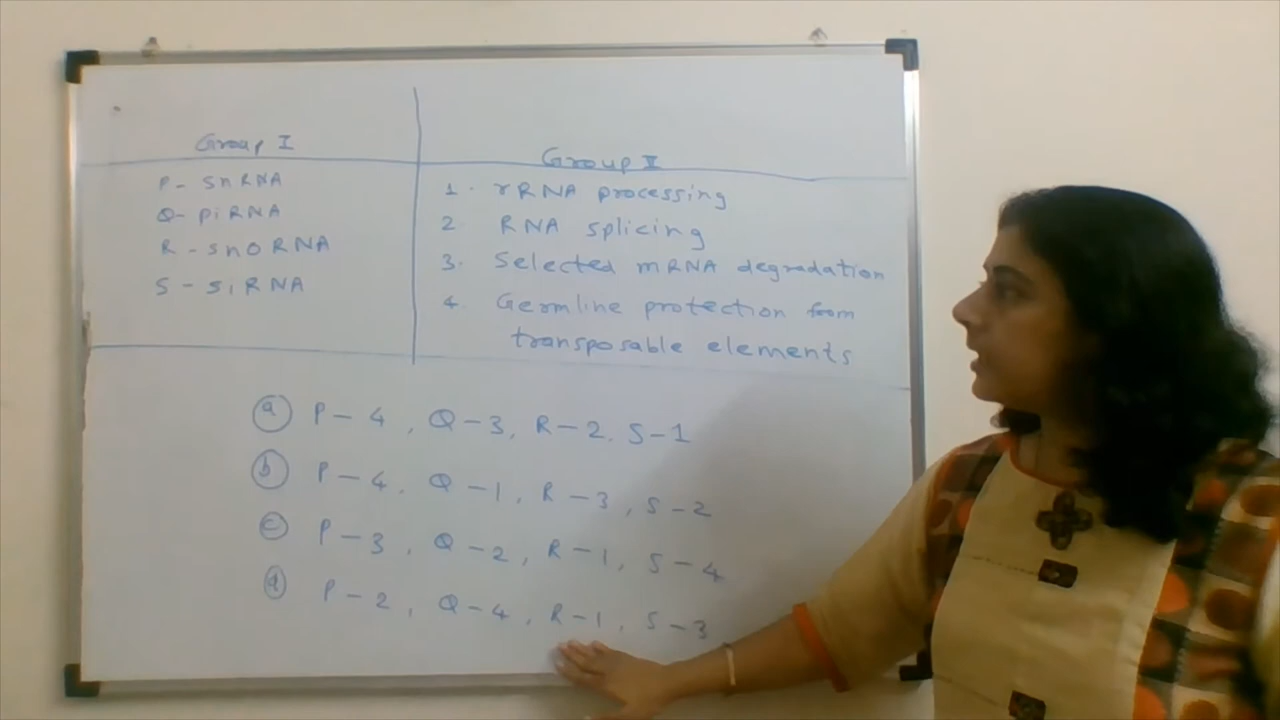 Group I
Group II
P - snRNA
Q- piRNA
R - snoRNA
S - siRNA
1. rRNA processing
2 RNA splicing
3. Selected mRNA degradation
4. Germline protection from
transposable elements
(a) P - 4 , Q - 3, R - 2, S - 1
(b) P - 4, Q - 1, R - 3, S - 2
(c) P - 3, Q - 2, R - 1, S - 4
(d) P - 2, Q - 4, R - 1, S - 3